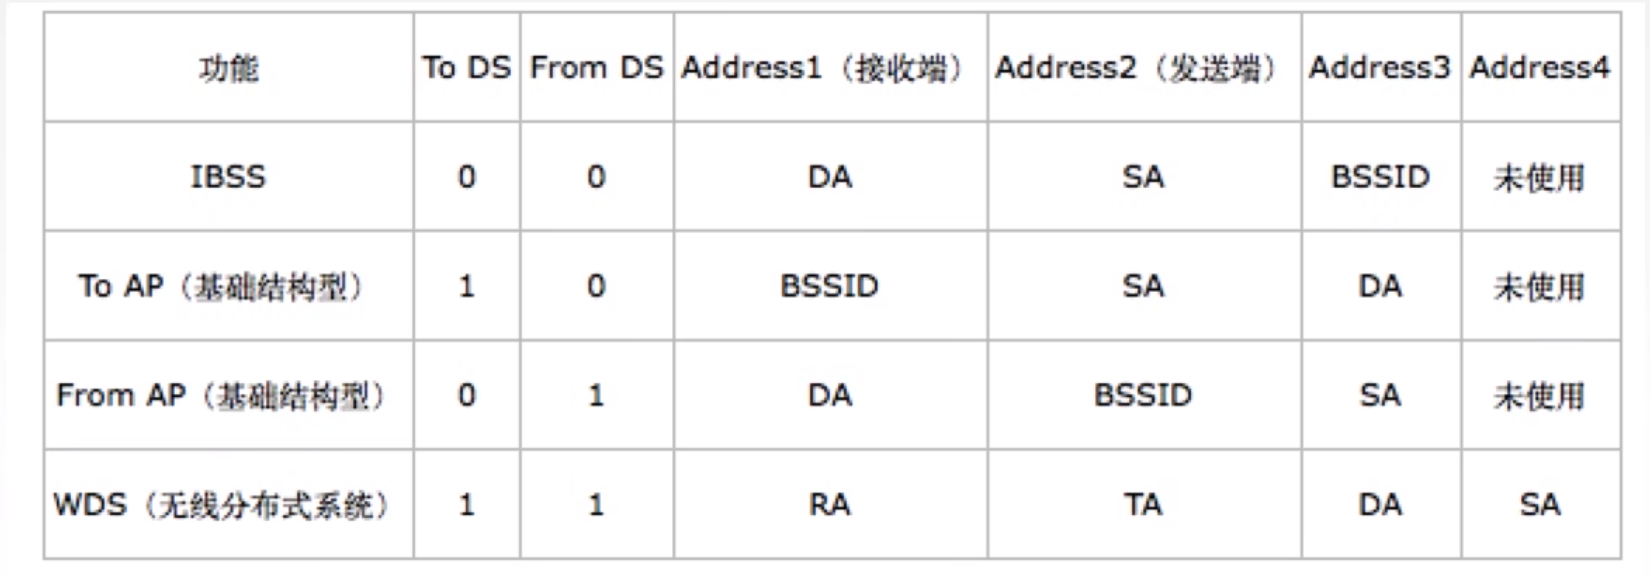 功能 To DS From DS Address1（接收端） Address2（发送端） Address3 Address4
IBSS 0 0 DA SA BSSID 未使用
To AP（基础结构型） 1 0 BSSID SA DA 未使用
From AP（基础结构型） 0 1 DA BSSID SA 未使用
WDS（无线分布式系统） 1 1 RA TA DA SA